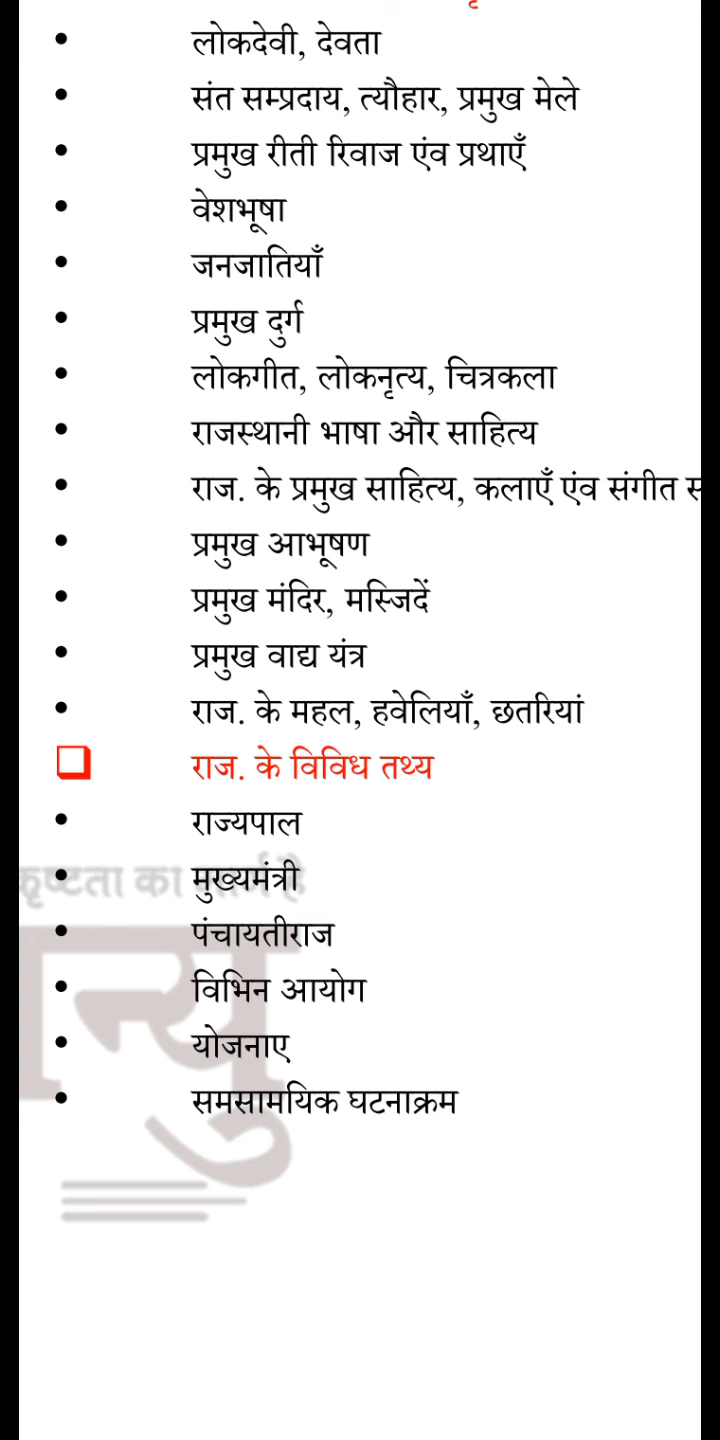 • लोकदेवी, देवता
• संत सम्प्रदाय, त्यौहार, प्रमुख मेले
• प्रमुख रीती रिवाज एंव प्रथाएँ
• वेशभूषा
• जनजातियाँ
• प्रमुख दुर्ग
• लोकगीत, लोकनृत्य, चित्रकला
• राजस्थानी भाषा और साहित्य
• राज. के प्रमुख साहित्य, कलाएँ एंव संगीत
• प्रमुख आभूषण
• प्रमुख मंदिर, मस्जिदें
• प्रमुख वाद्य यंत्र
• राज. के महल, हवेलियाँ, छतरियां
❑ राज. के विविध तथ्य
• राज्यपाल
• मुख्यमंत्री
• पंचायतीराज
• विभिन आयोग
• योजनाए
• समसामयिक घटनाक्रम